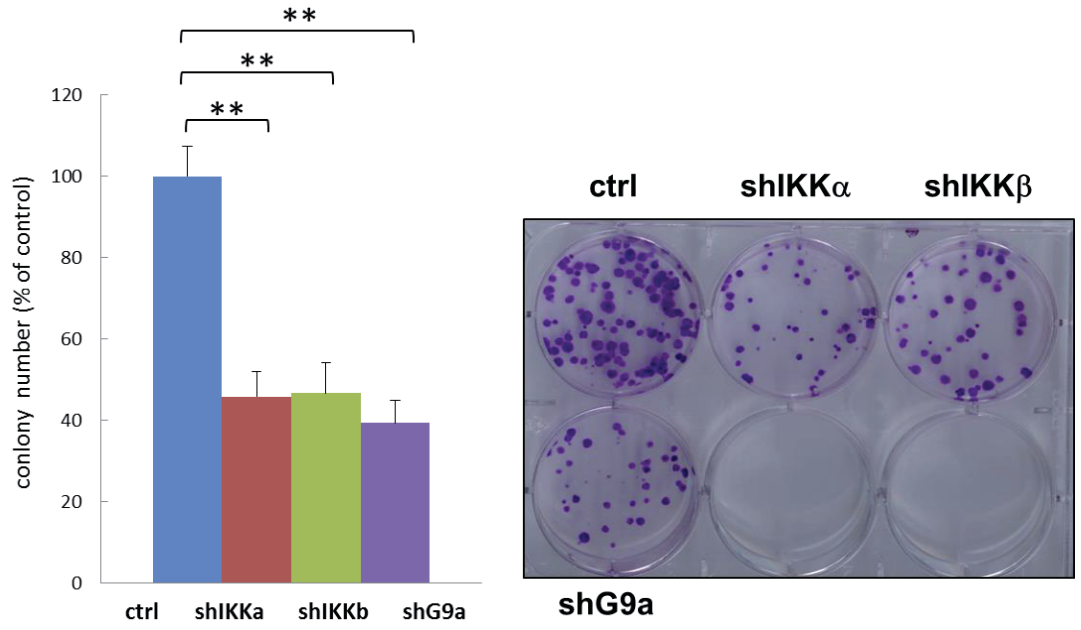 **
**
**
conlony number (% of control)
120
100
80
60
40
20
0
ctrl shIKKa shIKKb shG9a
ctrl shIKKα shIKKβ
shG9a